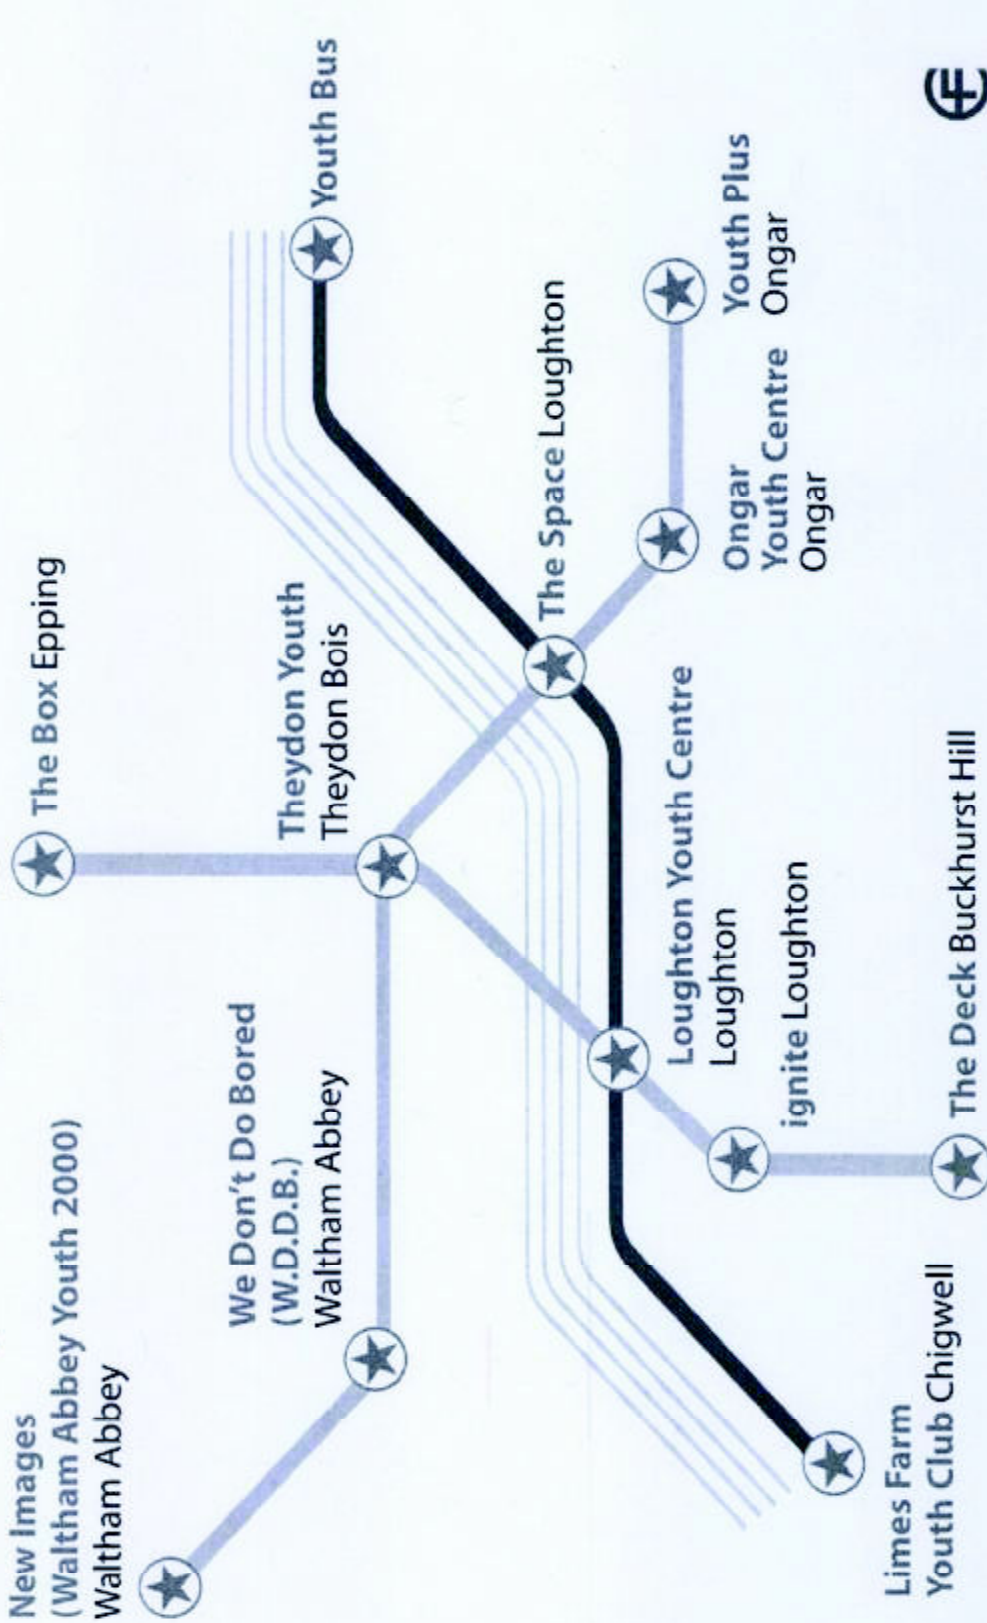 New Images
(Waltham Abbey Youth 2000)
Waltham Abbey
The Box Epping
We Don't Do Bored
(W.D.D.B.)
Waltham Abbey
Theydon Youth
Theydon Bois
Youth Bus
The Space Loughton
Loughton Youth Centre
Loughton
ignite Loughton
Ongar
Youth Centre
Ongar
Youth Plus
Ongar
Limes Farm
Youth Club Chigwell
The Deck Buckhurst Hill